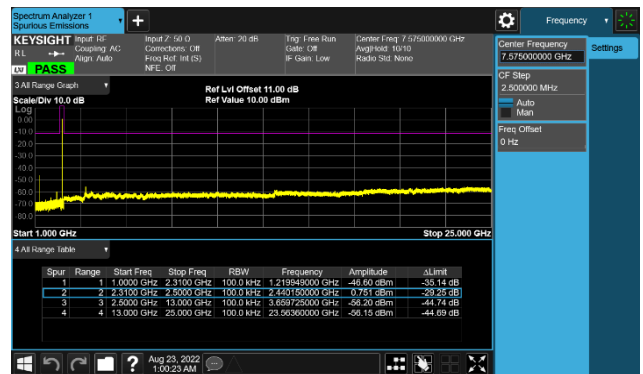 Spectrum Analyzer 1
Spurious Emissions
Frequency
KEYSIGHT
Input: RF
Input Z: 50 Ω
Atten: 20 dB
Trig: Free Run
Center Freq: 7.575000000 GHz
RL
Coupling: AC
Corrections: Off
Gate: Off
Avg|Hold: 10/10
Align: Auto
Freq Ref: Int (S)
IF Gain: Low
Radio Std: None
NFE: Off
LXI PASS
Center Frequency
7.575000000 GHz
Settings
CF Step
2.500000 MHz
Auto
Man
Freq Offset
0 Hz
3 All Range Graph
Ref Lvl Offset 11.00 dB
Scale/Div 10.0 dB
Ref Value 10.00 dBm
Log
0.00
-10.0
-20.0
-30.0
-40.0
-50.0
-60.0
-70.0
-80.0
Start 1.000 GHz
Stop 25.000 GHz
4 All Range Table
Spur Range Start Freq Stop Freq RBW Frequency Amplitude ΔLimit
1 1 1.0000 GHz 2.3100 GHz 100.0 kHz 1.219949000 GHz -46.60 dBm -35.14 dB
2 2 2.3100 GHz 2.5000 GHz 100.0 kHz 2.440150000 GHz 0.751 dBm -29.25 dB
3 3 2.5000 GHz 13.000 GHz 100.0 kHz 3.659725000 GHz -56.20 dBm -44.74 dB
4 4 13.000 GHz 25.000 GHz 100.0 kHz 23.56360000 GHz -56.15 dBm -44.69 dB
Aug 23, 2022
1:00:23 AM